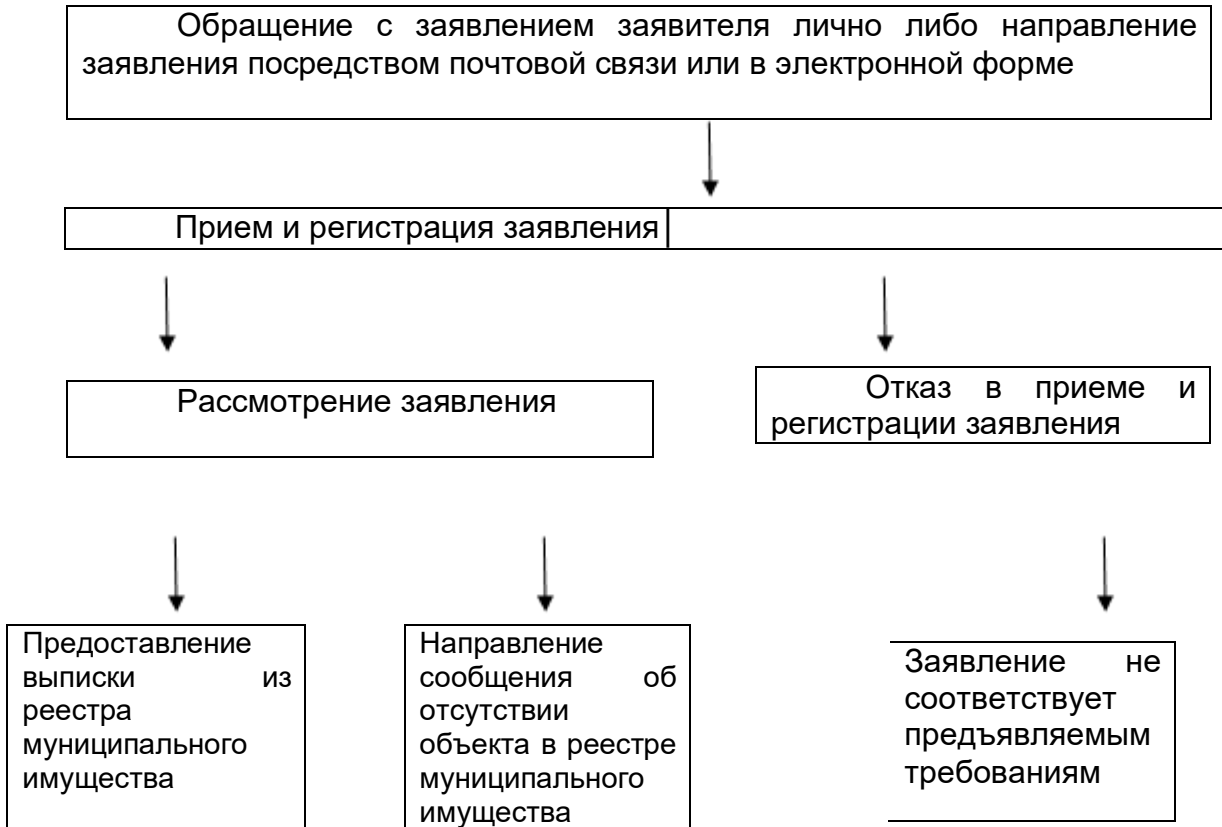 Обращение с заявлением заявителя лично либо направление
заявления посредством почтовой связи или в электронной форме
Прием и регистрация заявления
Рассмотрение заявления
Отказ в приеме и
регистрации заявления
Предоставление
выписки из
реестра
муниципального
имущества
Направление
сообщения об
отсутствии
объекта в реестре
муниципального
имущества
Заявление не
соответствует
предъявляемым
требованиям